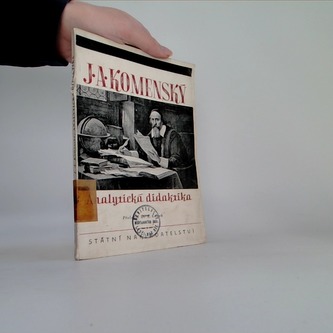 J·A·KOMENSKÝ
Analytická didaktika
STÁTNÍ NAKLADATELSTVÍ